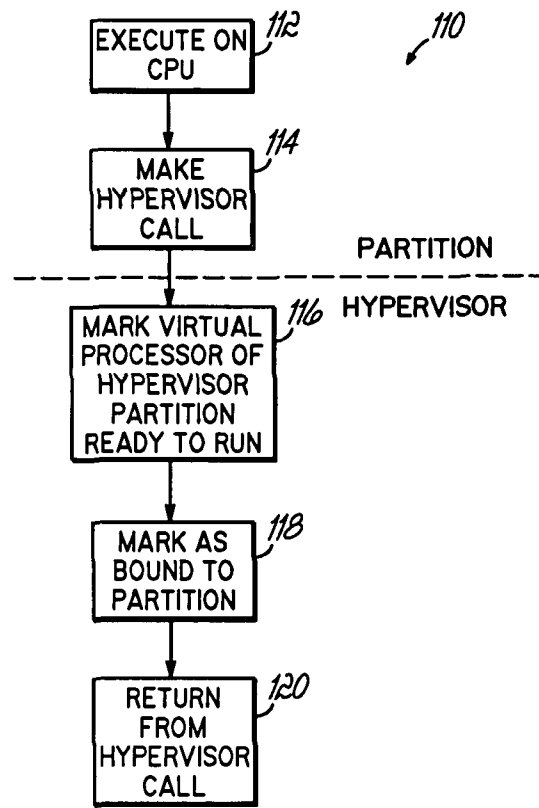 112
EXECUTE ON
CPU
110
114
MAKE
HYPERVISOR
CALL
PARTITION
HYPERVISOR
116
MARK VIRTUAL
PROCESSOR OF
HYPERVISOR
PARTITION
READY TO RUN
118
MARK AS
BOUND TO
PARTITION
120
RETURN
FROM
HYPERVISOR
CALL